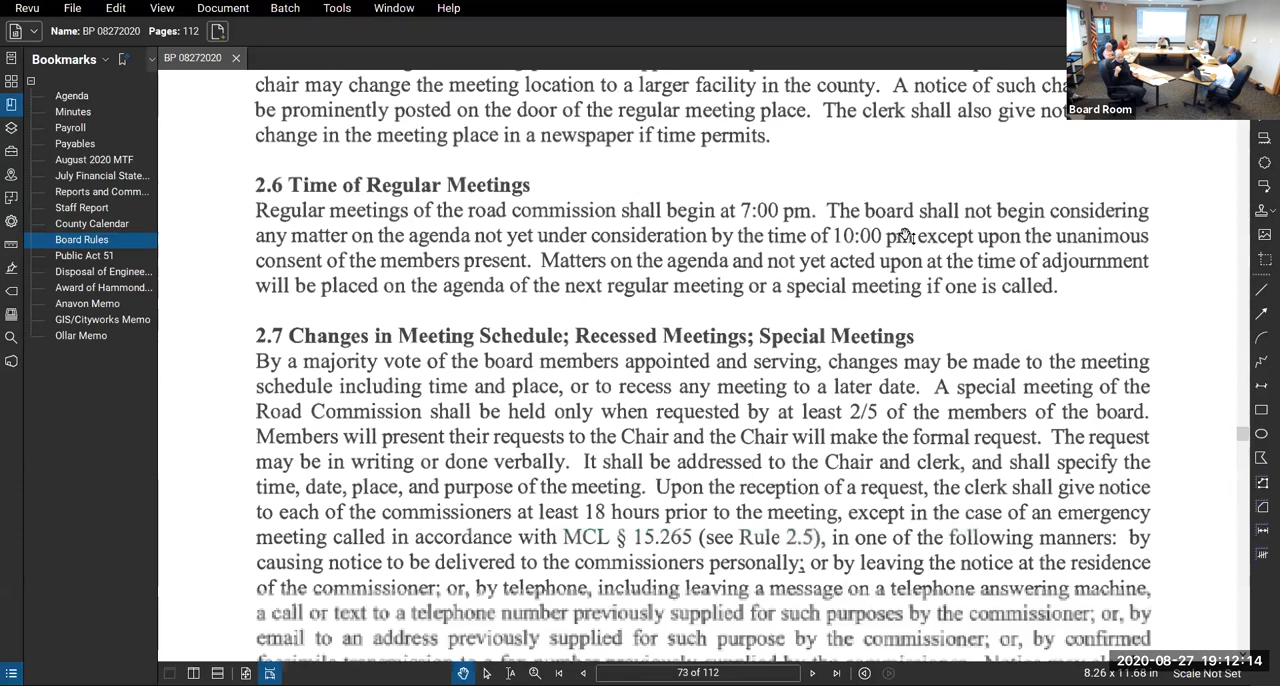 Revu File Edit View Document Batch Tools Window Help
Name: BP 08272020 Pages: 112
Bookmarks
BP 08272020
Agenda
Minutes
Payroll
Payables
August 2020 MTF
July Financial State...
Reports and Comm...
Staff Report
County Calendar
Board Rules
Public Act 51
Disposal of Enginee...
Award of Hammond...
Anavon Memo
GIS/Cityworks Memo
Ollar Memo
chair may change the meeting location to a larger facility in the county. A notice of such
be prominently posted on the door of the regular meeting place. The clerk shall also give
change in the meeting place in a newspaper if time permits.
2.6 Time of Regular Meetings
Regular meetings of the road commission shall begin at 7:00 pm. The board shall not begin considering
any matter on the agenda not yet under consideration by the time of 10:00 pm except upon the unanimous
consent of the members present. Matters on the agenda and not yet acted upon at the time of adjournment
will be placed on the agenda of the next regular meeting or a special meeting if one is called.
2.7 Changes in Meeting Schedule; Recessed Meetings; Special Meetings
By a majority vote of the board members appointed and serving, changes may be made to the meeting
schedule including time and place, or to recess any meeting to a later date. A special meeting of the
Road Commission shall be held only when requested by at least 2/5 of the members of the board.
Members will present their requests to the Chair and the Chair will make the formal request. The request
may be in writing or done verbally. It shall be addressed to the Chair and clerk, and shall specify the
time, date, place, and purpose of the meeting. Upon the reception of a request, the clerk shall give notice
to each of the commissioners at least 18 hours prior to the meeting, except in the case of an emergency
meeting called in accordance with MCL § 15.265 (see Rule 2.5), in one of the following manners: by
causing notice to be delivered to the commissioners personally; or by leaving the notice at the residence
of the commissioner; or, by telephone, including leaving a message on a telephone answering machine,
a call or text to a telephone number previously supplied for such purposes by the commissioner; or, by
email to an address previously supplied for such purpose by the commissioner; or, by confirmed
Board Room
73 of 112
2020-08-27 19:12:14
8.26 x 11.68 in Scale Not Set